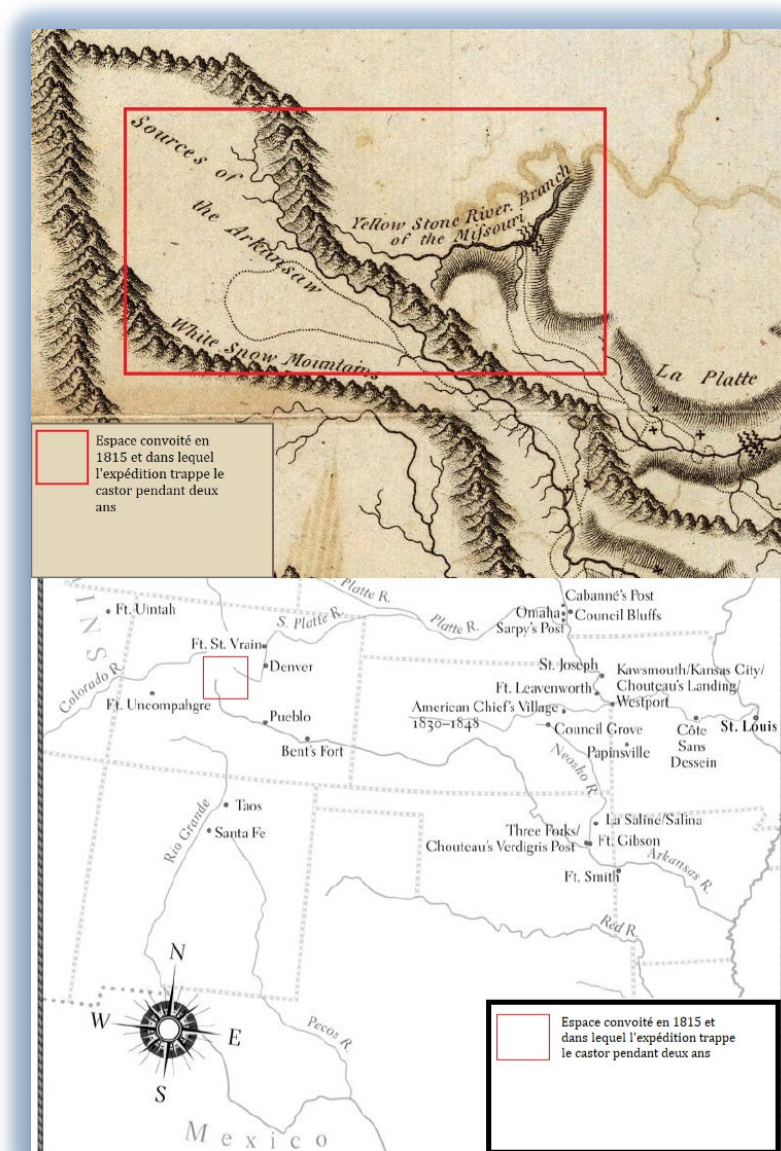 Sources of
the Arkansaw
Yellow Stone River. Branch
of the Missouri
White Snow Mountains
La Platte
Espace convoité en
1815 et dans lequel
l'expédition trappe le
castor pendant deux
ans
Platte R.
Cabanné's Post
Ft. Uintah
Omaha
Council Bluffs
S. Platte R.
Platte R.
Sarpy's Post
Ft. St. Vrain
Denver
St. Joseph
Kawsmouth/Kansas City/
Chouteau's Landing/
Westport
Colorado R.
Ft. Leavenworth
Ft. Uncompahgre
American Chief's Village
1830–1848
St. Louis
Pueblo
Council Grove
Côte
Sans
Dessein
Bent's Fort
Papinsville
Neosho R.
Taos
La Saline/Salina
Rio Grande
Santa Fe
Three Forks/
Chouteau's Verdigris Post
Ft. Gibson
Arkansas R.
Ft. Smith
Red R.
N
W
E
S
Pecos R.
Mexico
Espace convoité en 1815 et
dans lequel l'expédition trappe
le castor pendant deux ans